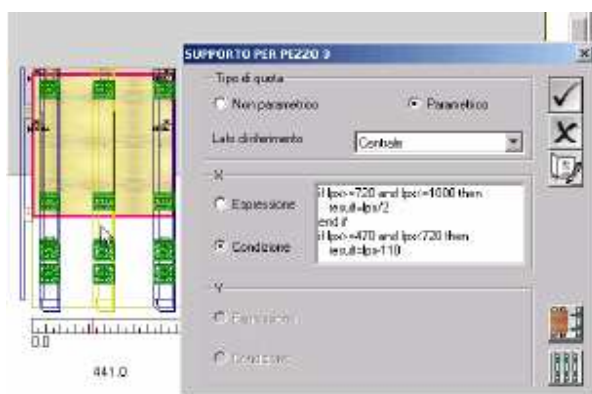 SUPPORTO PER PEZZO 3
Tipo di quota
Non parametrico
Parametrico
Lato di riferimento
Centrale
X
Espressione
Condizione
if lpx>=720 and lpx<=1000 then
result=lpx/2
end if
if lpx>=470 and lpx<720 then
result=lpx-110
Y
Espressione
Condizione
0.0
441.0